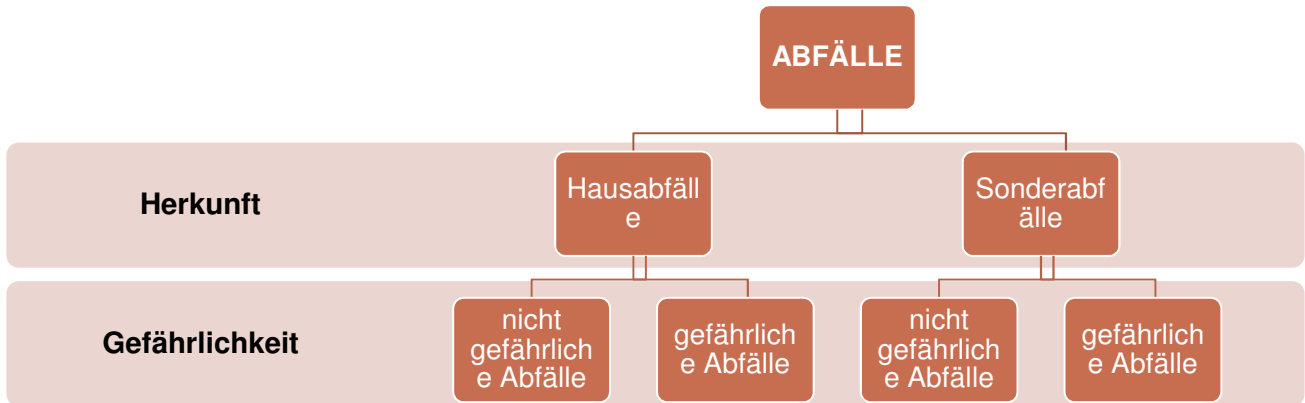 ABFÄLLE
Herkunft
Hausabfäll
e
Sonderabf
älle
Gefährlichkeit
nicht
gefährlich
e Abfälle
gefährlich
e Abfälle
nicht
gefährlich
e Abfälle
gefährlich
e Abfälle